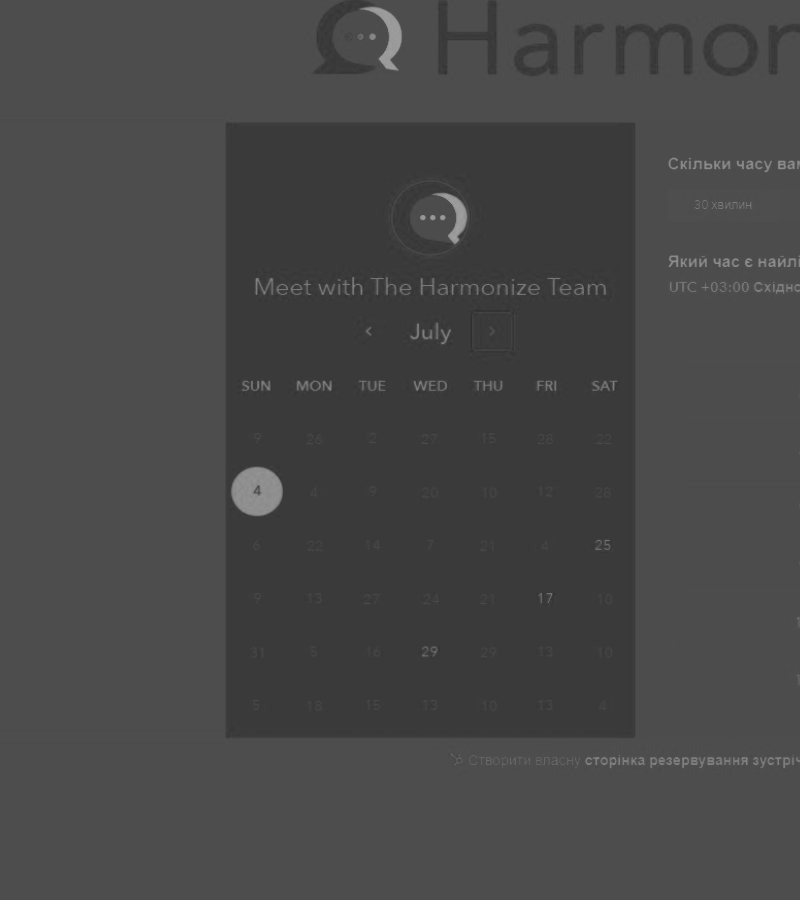 Harmon
Meet with The Harmonize Team
July
SUN MON TUE WED THU FRI SAT
9 26 2 27 15 28 22
4 4 9 20 10 12 28
6 22 14 7 21 4 25
9 13 27 24 21 17 10
31 5 16 29 29 13 10
5 18 15 13 10 13 4
Скільки часу вам
30 хвилин
Який час є найлі
UTC +03:00 Східно
Створити власну сторінка резервування зустріч